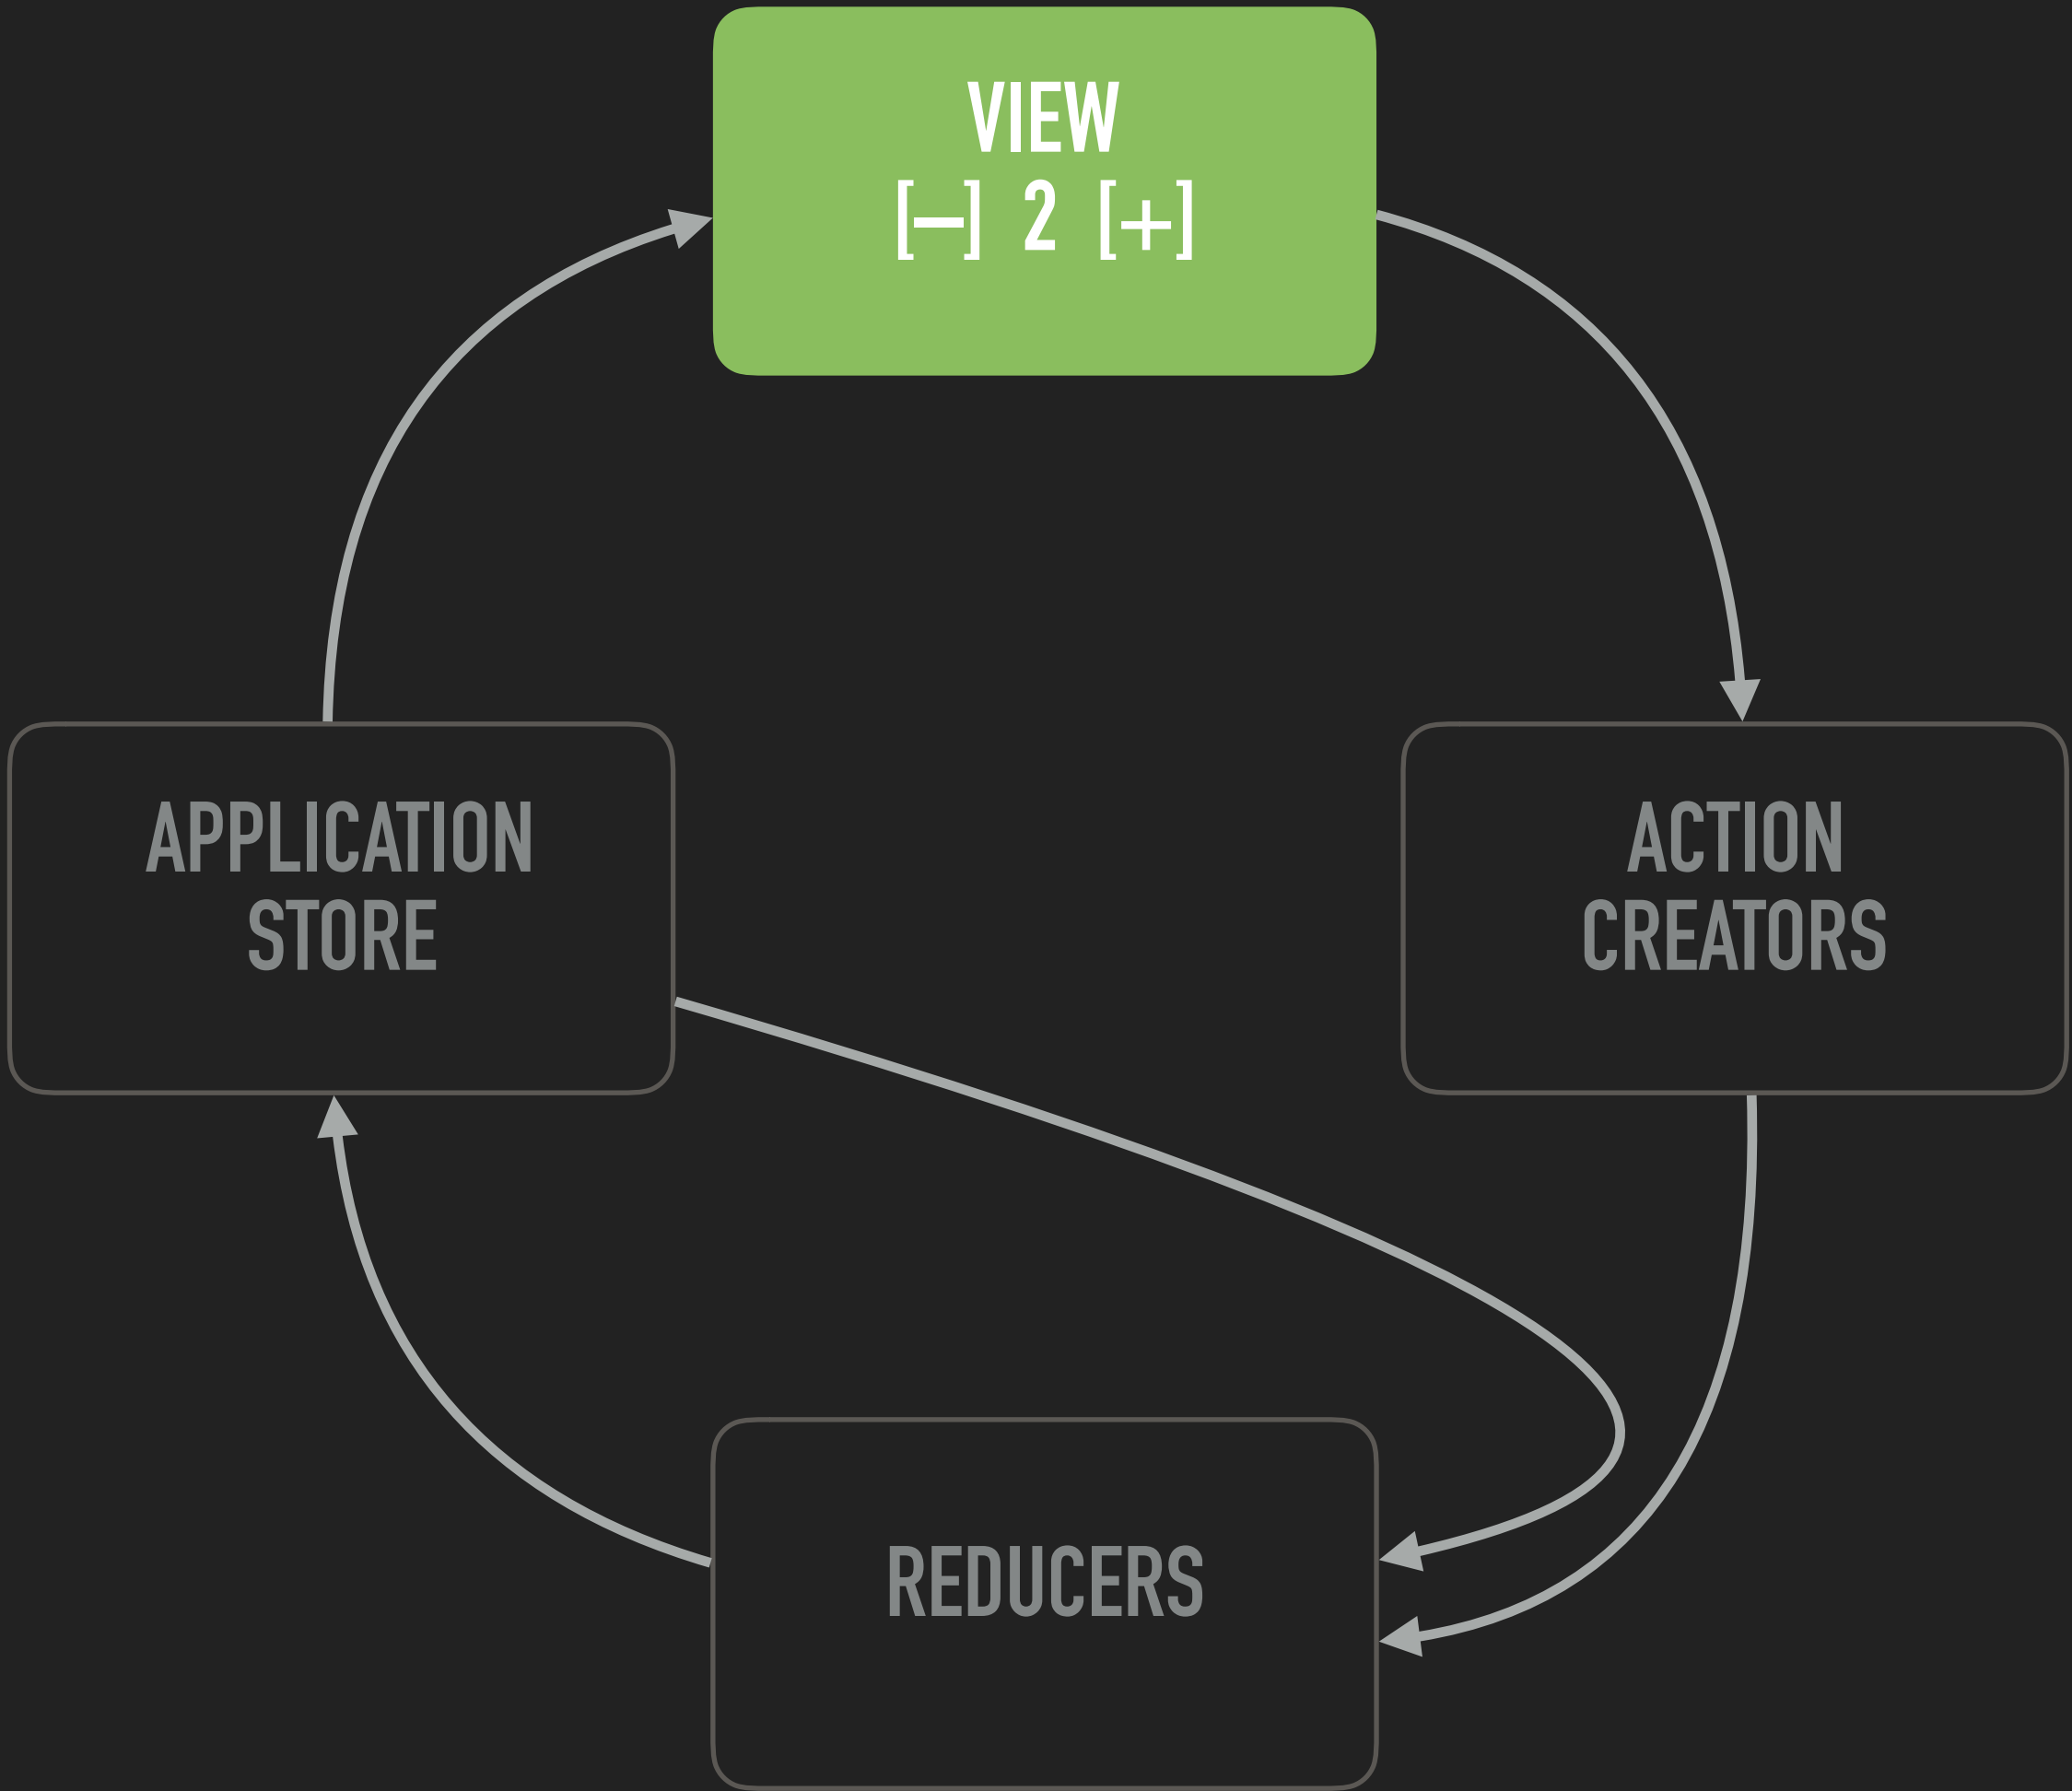 VIEW
[–] 2 [+]
APPLICATION
STORE
ACTION
CREATORS
REDUCERS